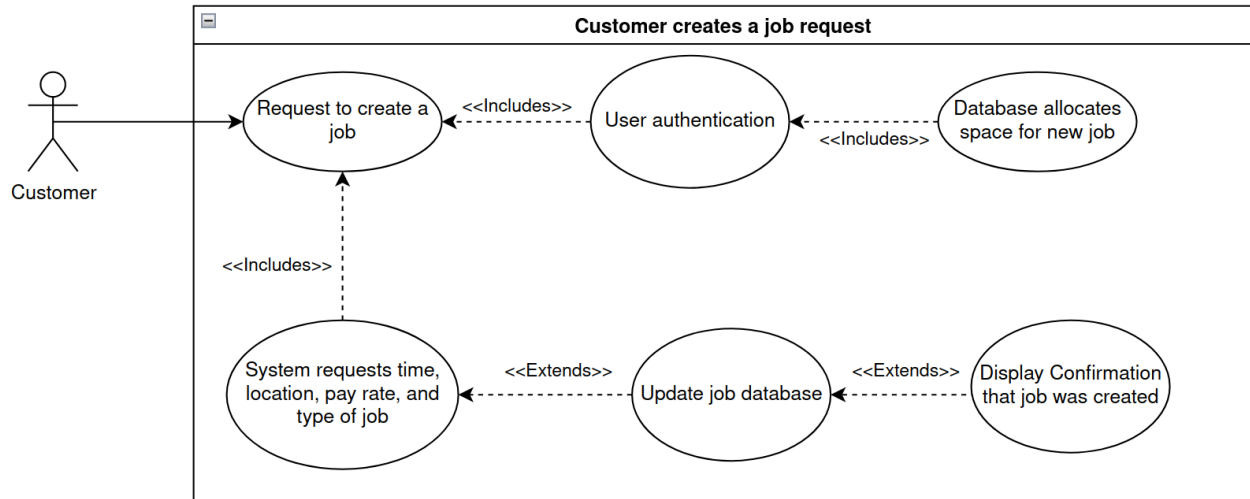 Customer creates a job request
Request to create a
job
<<Includes>>
User authentication
<<Includes>>
Database allocates
space for new job
Customer
<<Includes>>
System requests time,
location, pay rate, and
type of job
<<Extends>>
Update job database
<<Extends>>
Display Confirmation
that job was created